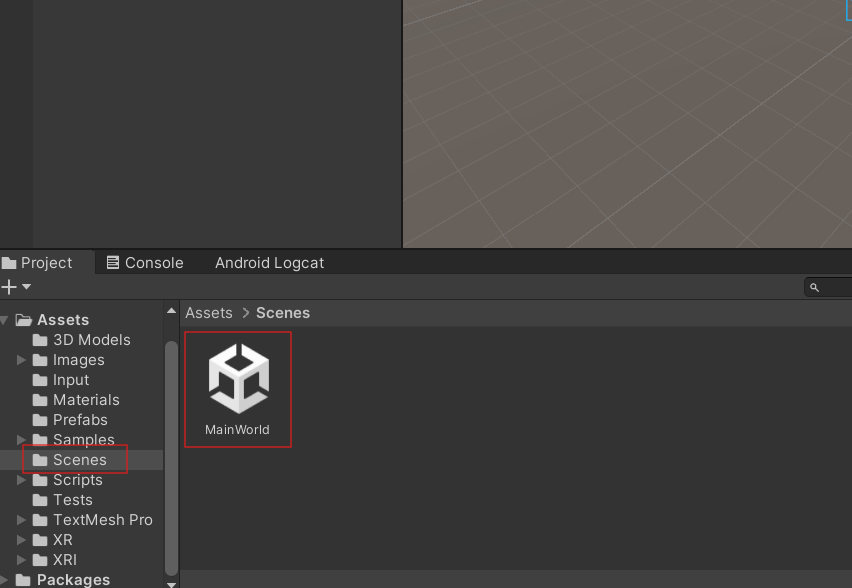 Project Console Android Logcat
Assets > Scenes
Assets
3D Models
Images
Input
Materials
Prefabs
Samples
Scenes
Scripts
Tests
TextMesh Pro
XR
XRI
Packages
MainWorld